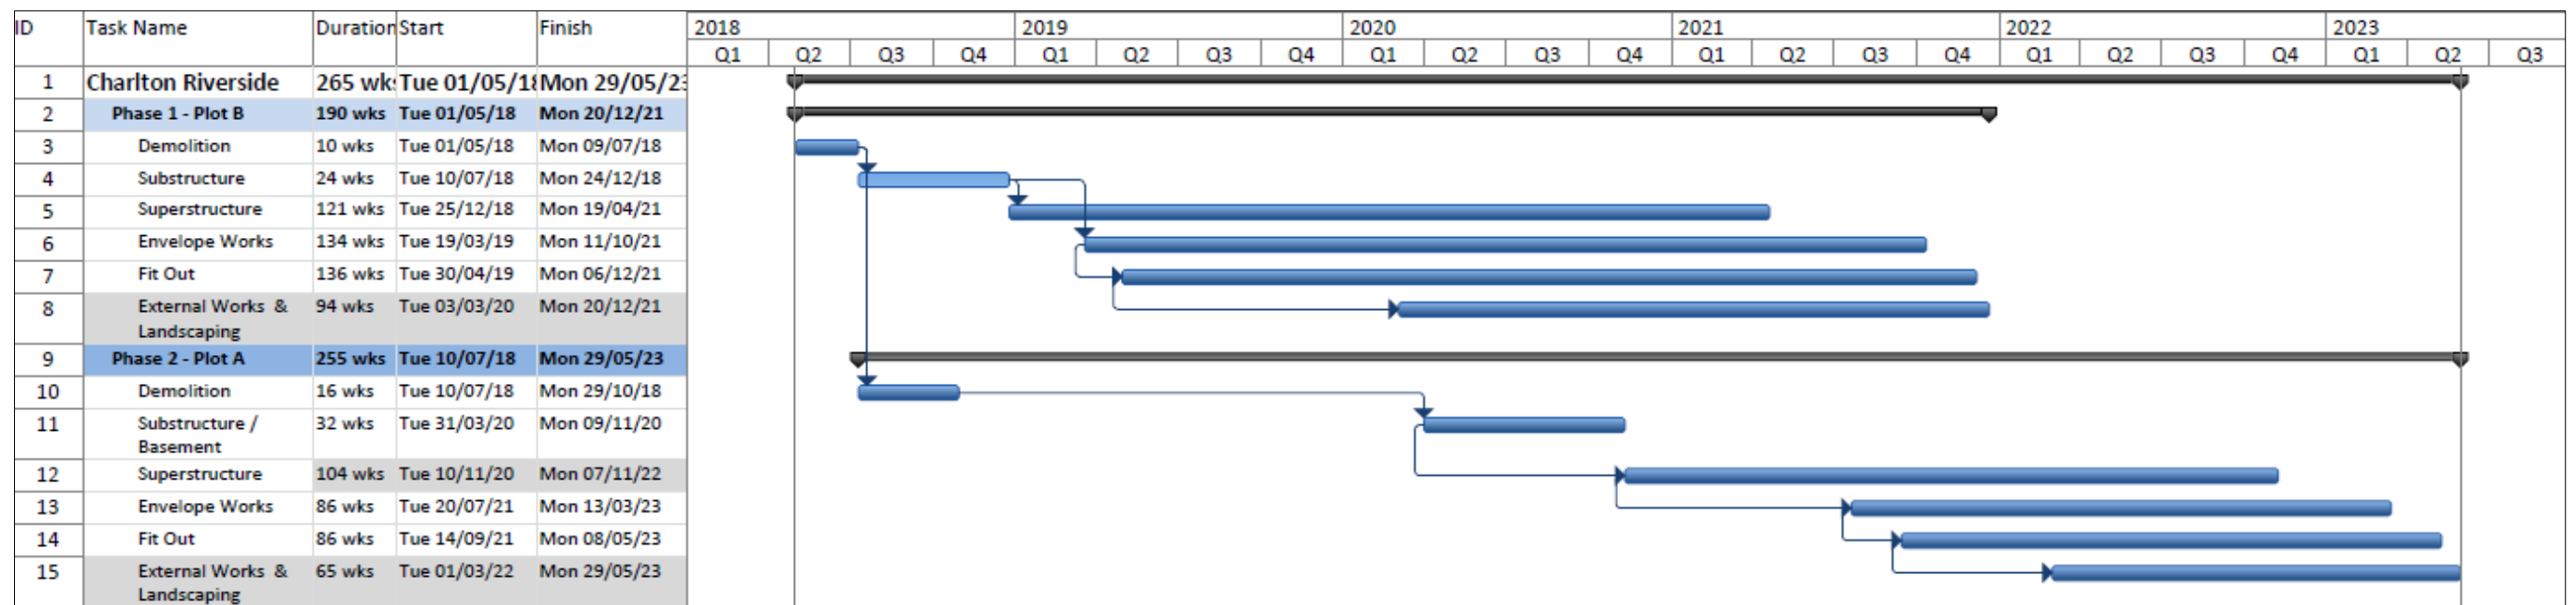 ID Task Name Duration Start Finish 2018 2019 2020 2021 2022 2023
Q1 Q2 Q3 Q4 Q1 Q2 Q3 Q4 Q1 Q2 Q3 Q4 Q1 Q2 Q3 Q4 Q1 Q2 Q3 Q4 Q1 Q2 Q3
1 Charlton Riverside 265 wks Tue 01/05/18 Mon 29/05/23
2 Phase 1 - Plot B 190 wks Tue 01/05/18 Mon 20/12/21
3 Demolition 10 wks Tue 01/05/18 Mon 09/07/18
4 Substructure 24 wks Tue 10/07/18 Mon 24/12/18
5 Superstructure 121 wks Tue 25/12/18 Mon 19/04/21
6 Envelope Works 134 wks Tue 19/03/19 Mon 11/10/21
7 Fit Out 136 wks Tue 30/04/19 Mon 06/12/21
8 External Works & 94 wks Tue 03/03/20 Mon 20/12/21
Landscaping
9 Phase 2 - Plot A 255 wks Tue 10/07/18 Mon 29/05/23
10 Demolition 16 wks Tue 10/07/18 Mon 29/10/18
11 Substructure / 32 wks Tue 31/03/20 Mon 09/11/20
Basement
12 Superstructure 104 wks Tue 10/11/20 Mon 07/11/22
13 Envelope Works 86 wks Tue 20/07/21 Mon 13/03/23
14 Fit Out 86 wks Tue 14/09/21 Mon 08/05/23
15 External Works & 65 wks Tue 01/03/22 Mon 29/05/23
Landscaping